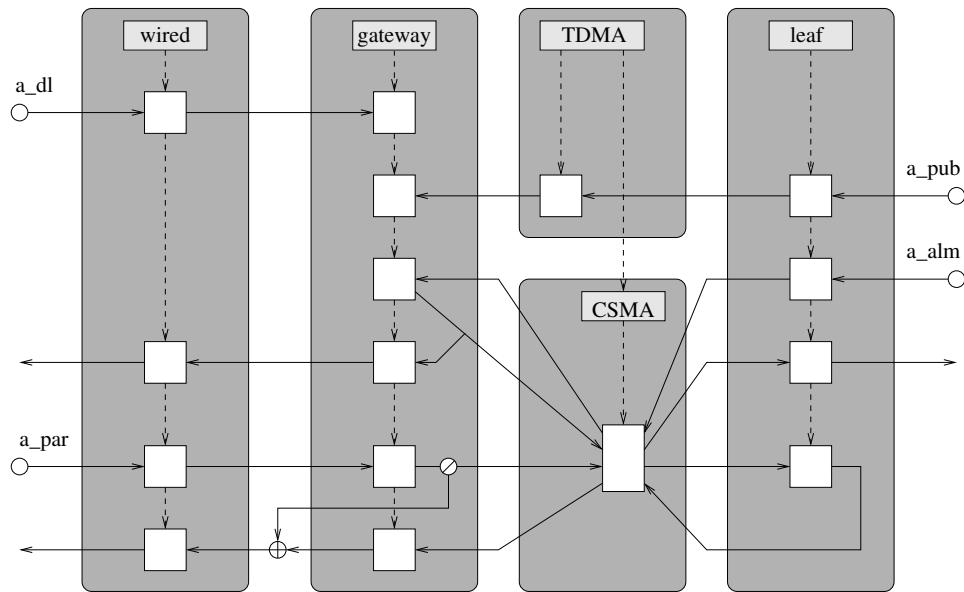 wired
gateway
TDMA
leaf
a_dl
a_pub
a_alm
CSMA
a_par